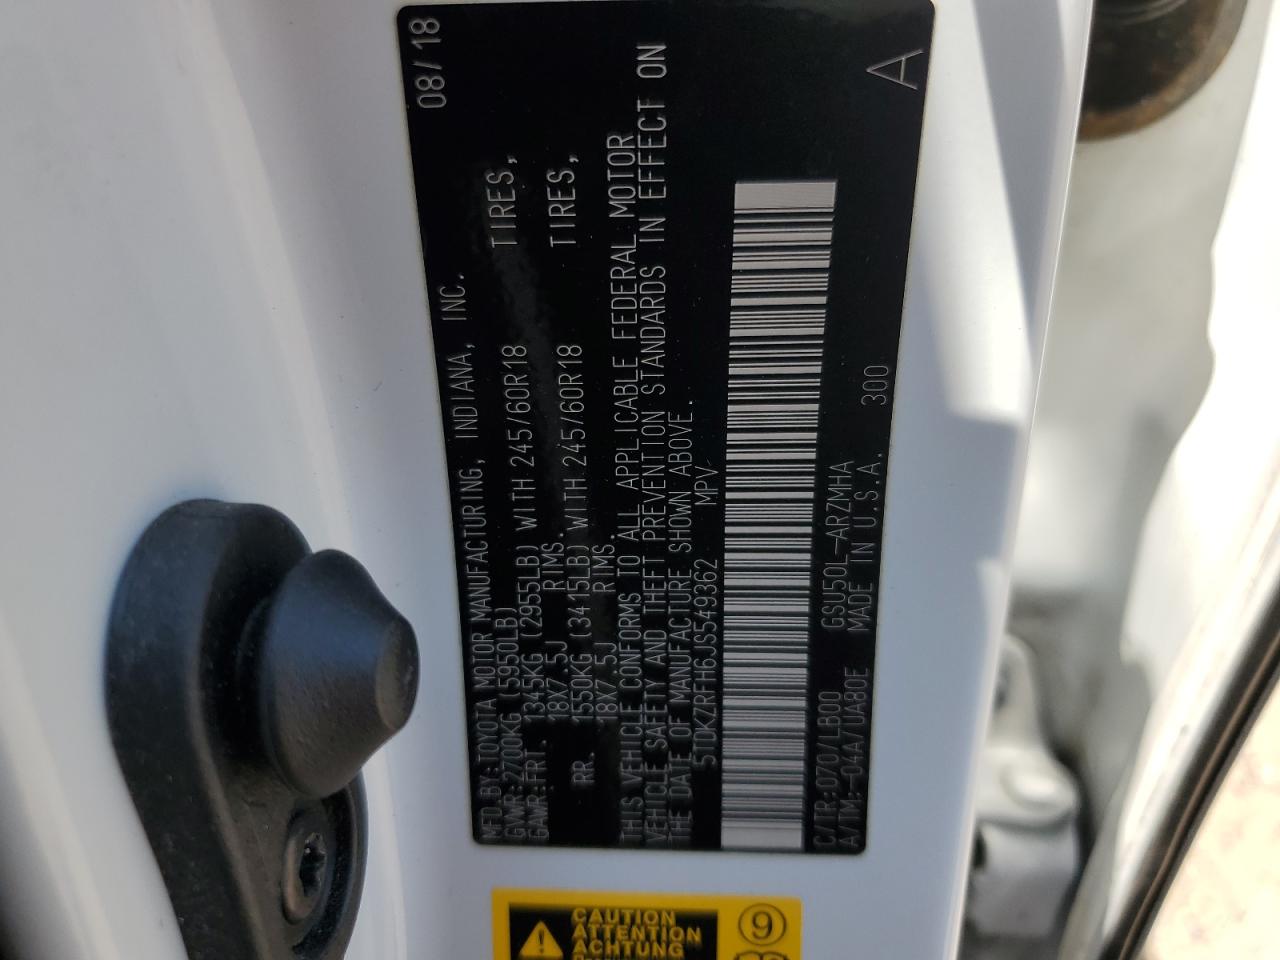 MFD.BY:TOYOTA MOTOR MANUFACTURING, INDIANA, INC. 08/18
GVWR:2700KG(5950LB)
GAWR:FRT. 1345KG (2955LB) WITH 245/60R18 TIRES,
18X7.5J RIMS.
RR. 1550KG(3415LB) WITH 245/60R18 TIRES,
18X7.5J RIMS.
THIS VEHICLE CONFORMS TO ALL APPLICABLE FEDERAL MOTOR
VEHICLE SAFETY AND THEFT PREVENTION STANDARDS IN EFFECT ON
THE DATE OF MANUFACTURE SHOWN ABOVE.
5TDKZRFH6JS549362 MPV
C/TR:070/LB00 GSU50L-ARZMHA
A/TM:-04A/UA80E MADE IN U.S.A. 300 A
CAUTION
ATTENTION
ACHTUNG
9